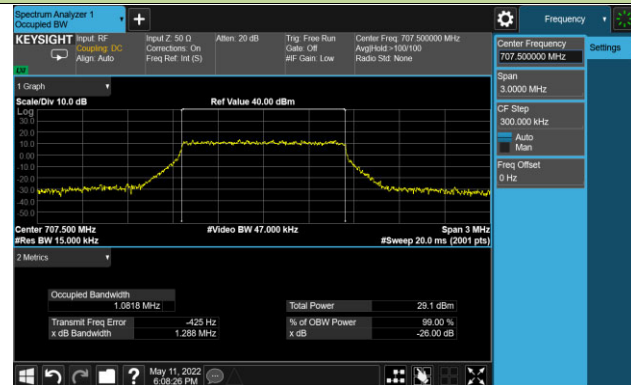 Spectrum Analyzer 1
Occupied BW
+
Frequency
KEYSIGHT
Input: RF
Coupling: DC
Align: Auto
Input Z: 50 Ω
Corrections: On
Freq Ref: Int (S)
Atten: 20 dB
Trig: Free Run
Gate: Off
#IF Gain: Low
Center Freq: 707.500000 MHz
Avg|Hold:>100/100
Radio Std: None
LXI
Center Frequency
707.500000 MHz
Settings
Span
3.0000 MHz
CF Step
300.000 kHz
Auto
Man
Freq Offset
0 Hz
1 Graph
Scale/Div 10.0 dB
Ref Value 40.00 dBm
Log
30.0
20.0
10.0
0.00
-10.0
-20.0
-30.0
-40.0
-50.0
Center 707.500 MHz
#Video BW 47.000 kHz
Span 3 MHz
#Res BW 15.000 kHz
#Sweep 20.0 ms (2001 pts)
2 Metrics
Occupied Bandwidth
1.0818 MHz
Total Power
29.1 dBm
Transmit Freq Error
-425 Hz
% of OBW Power
99.00 %
x dB Bandwidth
1.288 MHz
x dB
-26.00 dB
?
May 11, 2022
6:08:26 PM